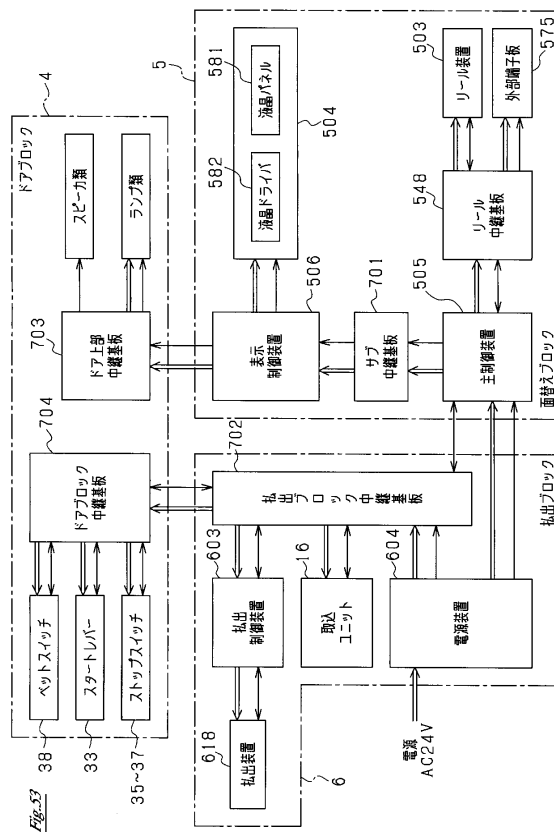 Fig.53
ドアブロック
4
38
ベットスイッチ
33
スタートレバー
35~37
ストップスイッチ
704
ドアブロック
中継基板
703
ドア上部
中継基板
スピーカ類
ランプ類
5
506
表示
制御装置
504
582
液晶ドライバ
581
液晶パネル
701
サブ
中継基板
505
主制御装置
548
リール
中継基板
503
リール装置
575
外部端子板
面替えブロック
702
払出ブロック中継基板
603
払出
制御装置
618
払出装置
16
取込
ユニット
604
電源装置
電源
AC24V
6
払出ブロック